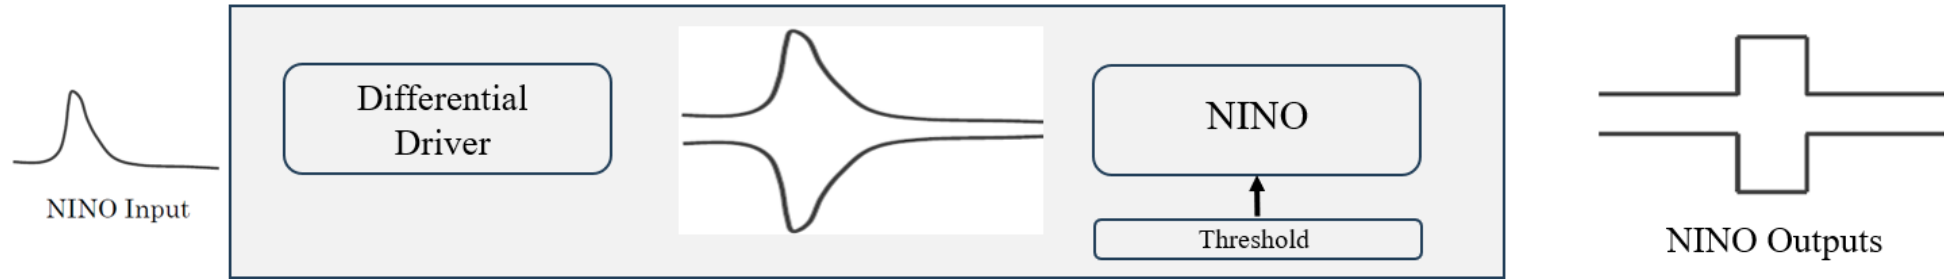 NINO Input
Differential
Driver
NINO
Threshold
NINO Outputs